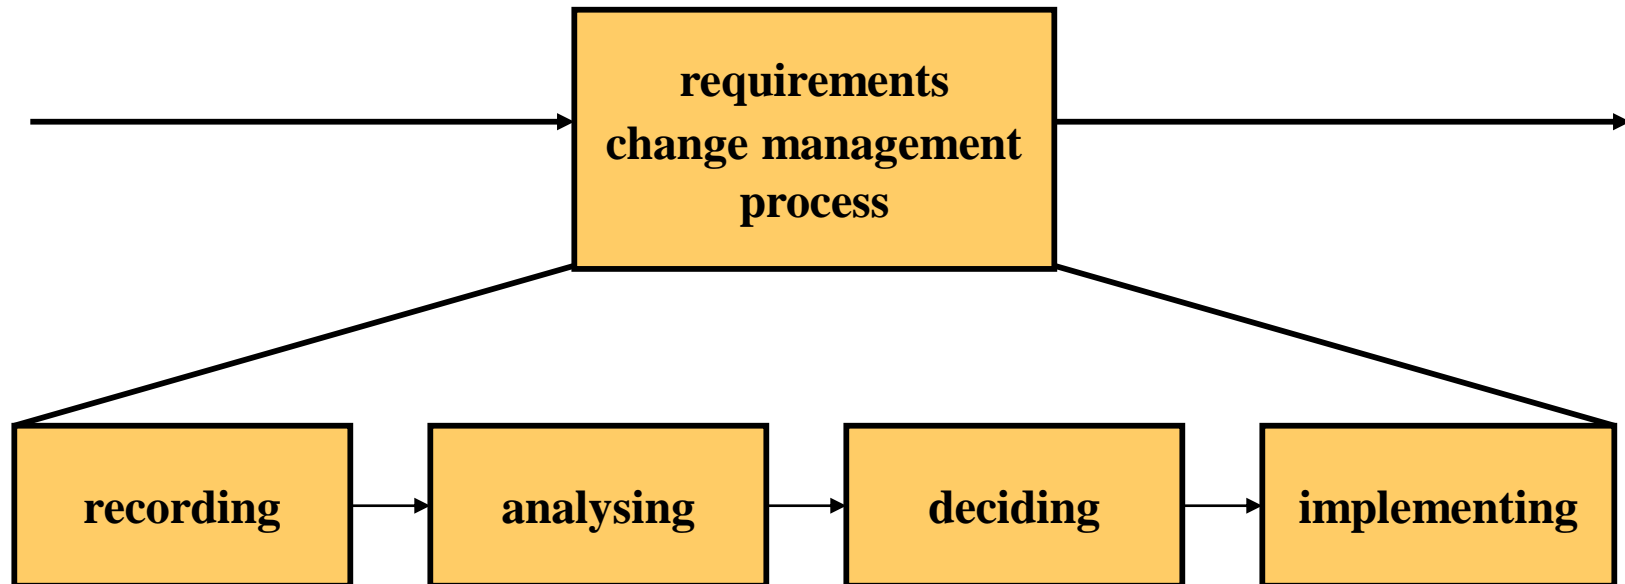 requirements
change management
process
recording
analysing
deciding
implementing